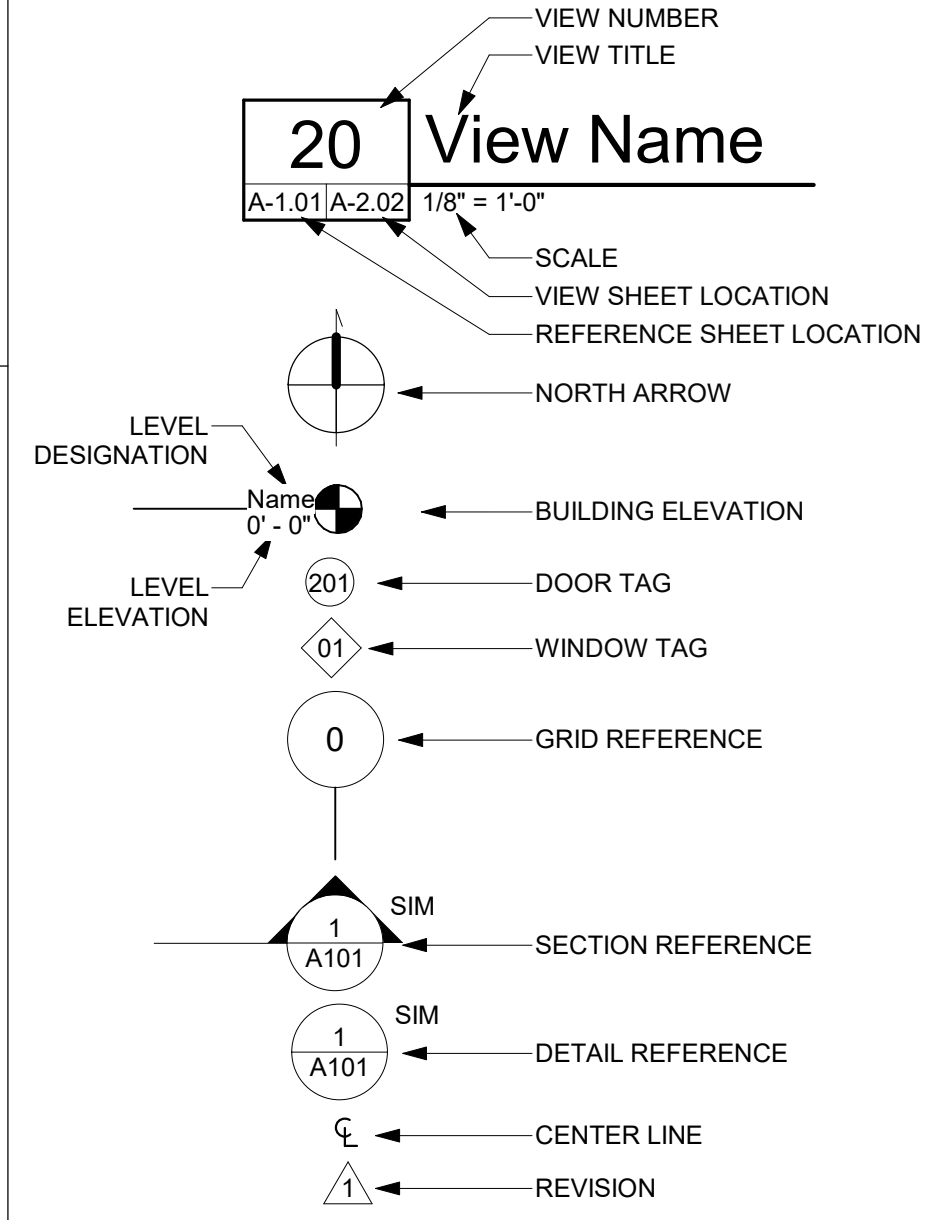 VIEW NUMBER
VIEW TITLE
20
View Name
A-1.01 A-2.02 1/8" = 1'-0"
SCALE
VIEW SHEET LOCATION
REFERENCE SHEET LOCATION
NORTH ARROW
LEVEL
DESIGNATION
Name
0' - 0"
BUILDING ELEVATION
LEVEL
ELEVATION
201
DOOR TAG
01
WINDOW TAG
0
GRID REFERENCE
SIM
1
A101
SECTION REFERENCE
SIM
1
A101
DETAIL REFERENCE
℄ CENTER LINE
1
REVISION